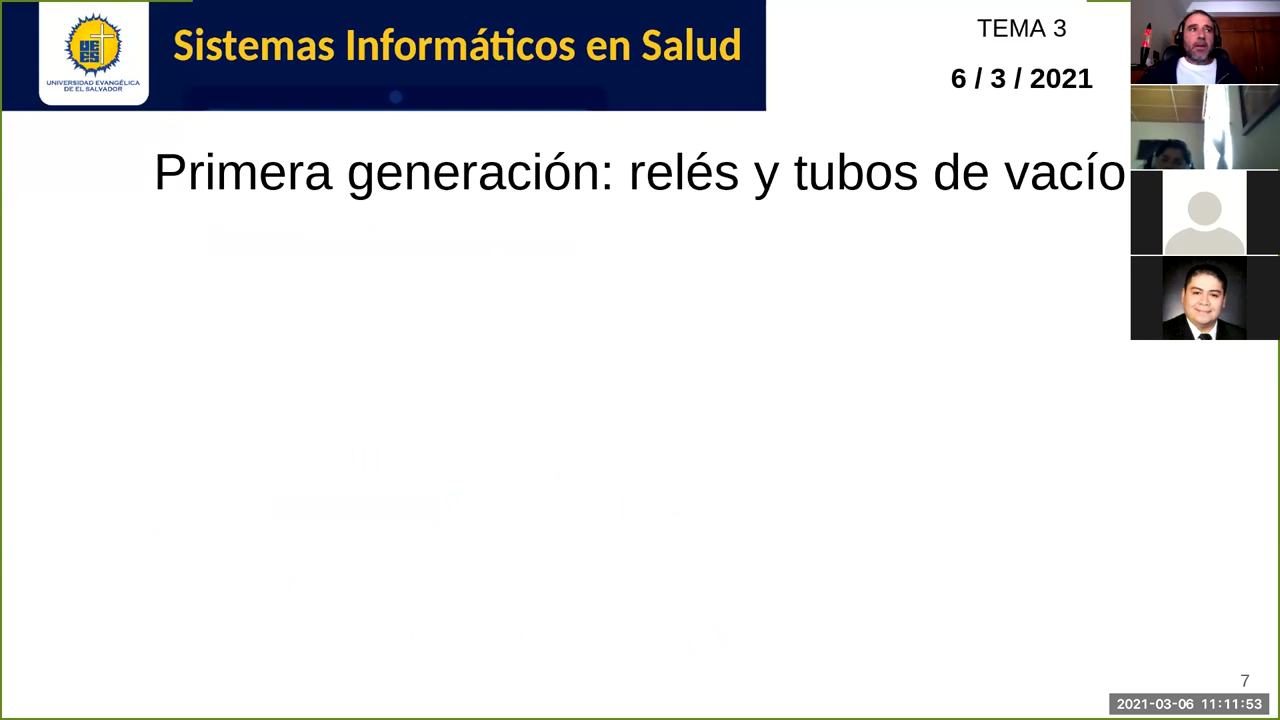 Sistemas Informáticos en Salud
UNIVERSIDAD EVANGÉLICA
DE EL SALVADOR
TEMA 3
6 / 3 / 2021
Primera generación: relés y tubos de vacío
7
2021-03-06 11:11:53